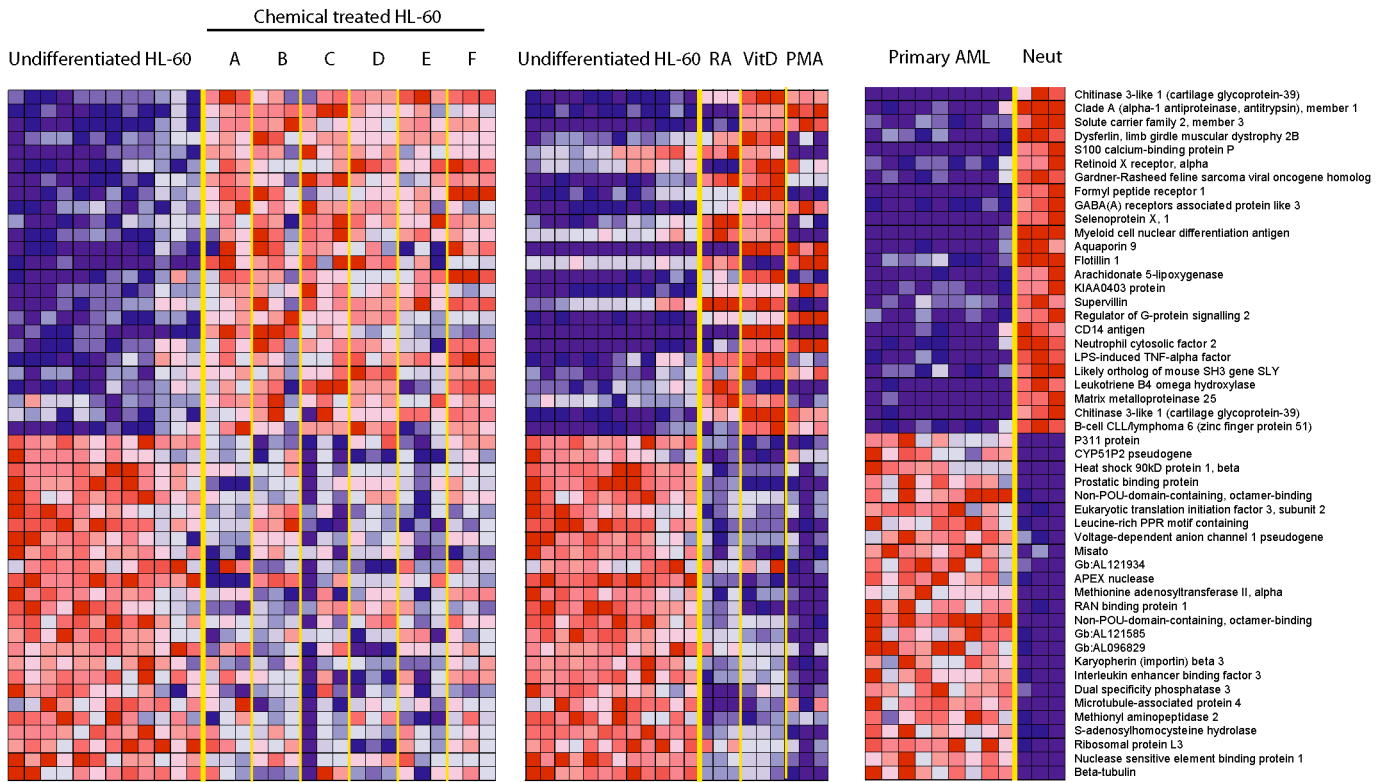 Chemical treated HL-60
Undifferentiated HL-60 A B C D E F
Undifferentiated HL-60 RA VitD PMA
Primary AML Neut
Chitinase 3-like 1 (cartilage glycoprotein-39)
Clade A (alpha-1 antiproteinase, antitrypsin), member 1
Solute carrier family 2, member 3
Dysferlin, limb girdle muscular dystrophy 2B
S100 calcium-binding protein P
Retinoid X receptor, alpha
Gardner-Rasheed feline sarcoma viral oncogene homolog
Formyl peptide receptor 1
GABA(A) receptors associated protein like 3
Selenoprotein X, 1
Myeloid cell nuclear differentiation antigen
Aquaporin 9
Flotillin 1
Arachidonate 5-lipoxygenase
KIAA0403 protein
Supervillin
Regulator of G-protein signalling 2
CD14 antigen
Neutrophil cytosolic factor 2
LPS-induced TNF-alpha factor
Likely ortholog of mouse SH3 gene SLY
Leukotriene B4 omega hydroxylase
Matrix metalloproteinase 25
Chitinase 3-like 1 (cartilage glycoprotein-39)
B-cell CLL/lymphoma 6 (zinc finger protein 51)
P311 protein
CYP51P2 pseudogene
Heat shock 90kD protein 1, beta
Prostatic binding protein
Non-POU-domain-containing, octamer-binding
Eukaryotic translation initiation factor 3, subunit 2
Leucine-rich PPR motif containing
Voltage-dependent anion channel 1 pseudogene
Misato
Gb:AL121934
APEX nuclease
Methionine adenosyltransferase II, alpha
RAN binding protein 1
Non-POU-domain-containing, octamer-binding
Gb:AL121585
Gb:AL096829
Karyopherin (importin) beta 3
Interleukin enhancer binding factor 3
Dual specificity phosphatase 3
Microtubule-associated protein 4
Methionyl aminopeptidase 2
S-adenosylhomocysteine hydrolase
Ribosomal protein L3
Nuclease sensitive element binding protein 1
Beta-tubulin